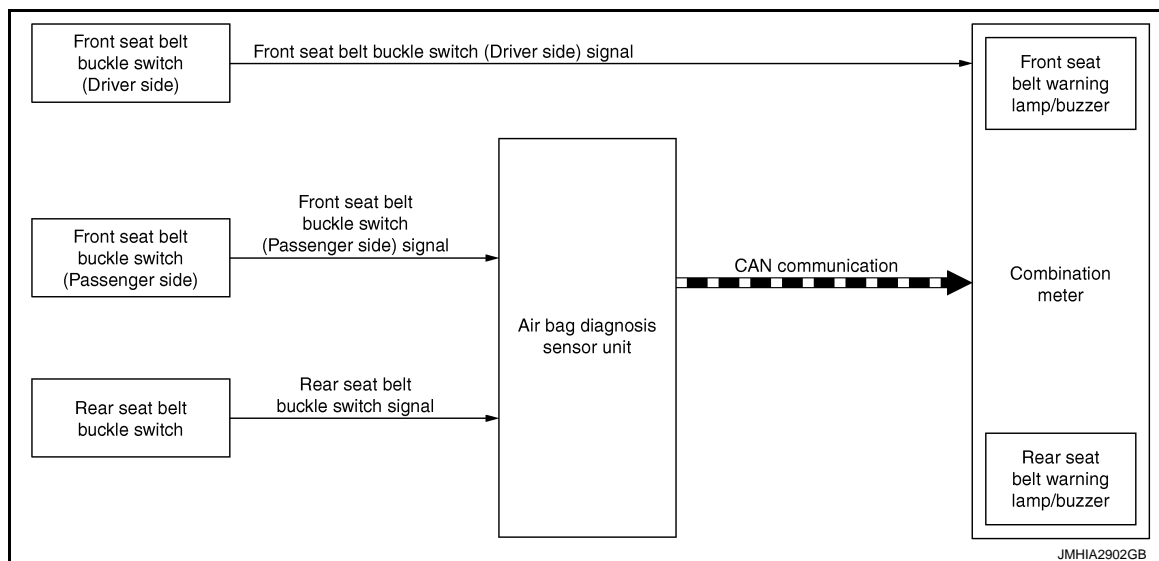 Front seat belt
buckle switch
(Driver side)
Front seat belt buckle switch (Driver side) signal
Front seat
belt warning
lamp/buzzer
Front seat belt
buckle switch
(Passenger side)
Front seat belt
buckle switch
(Passenger side) signal
Air bag diagnosis
sensor unit
CAN communication
Combination
meter
Rear seat belt
buckle switch
Rear seat belt
buckle switch signal
Rear seat
belt warning
lamp/buzzer
JMHIA2902GB